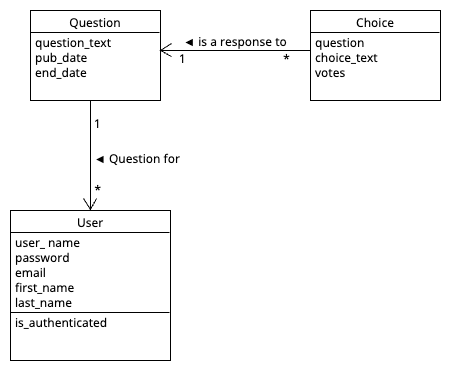 Question
question_text
pub_date
end_date
◄ is a response to
1
*
Choice
question
choice_text
votes
1
◄ Question for
*
User
user_ name
password
email
first_name
last_name
is_authenticated